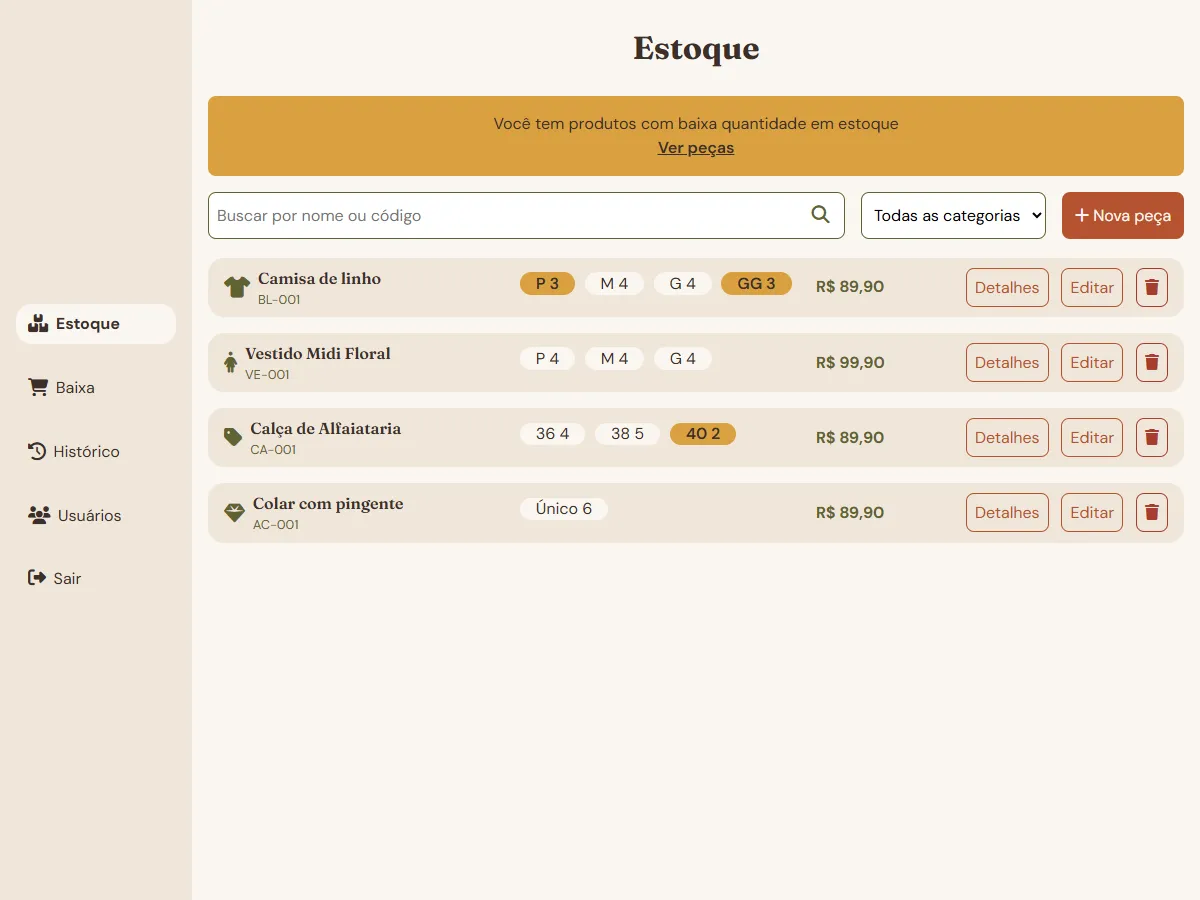 Estoque
Você tem produtos com baixa quantidade em estoque
Ver peças
Buscar por nome ou código
Todas as categorias
Nova peça
Estoque
Baixa
Histórico
Usuários
Sair
Camisa de linho
BL-001
P 3 M 4 G 4 GG 3
R$ 89,90
Detalhes Editar
Vestido Midi Floral
VE-001
P 4 M 4 G 4
R$ 99,90
Detalhes Editar
Calça de Alfaiataria
CA-001
36 4 38 5 40 2
R$ 89,90
Detalhes Editar
Colar com pingente
AC-001
Único 6
R$ 89,90
Detalhes Editar